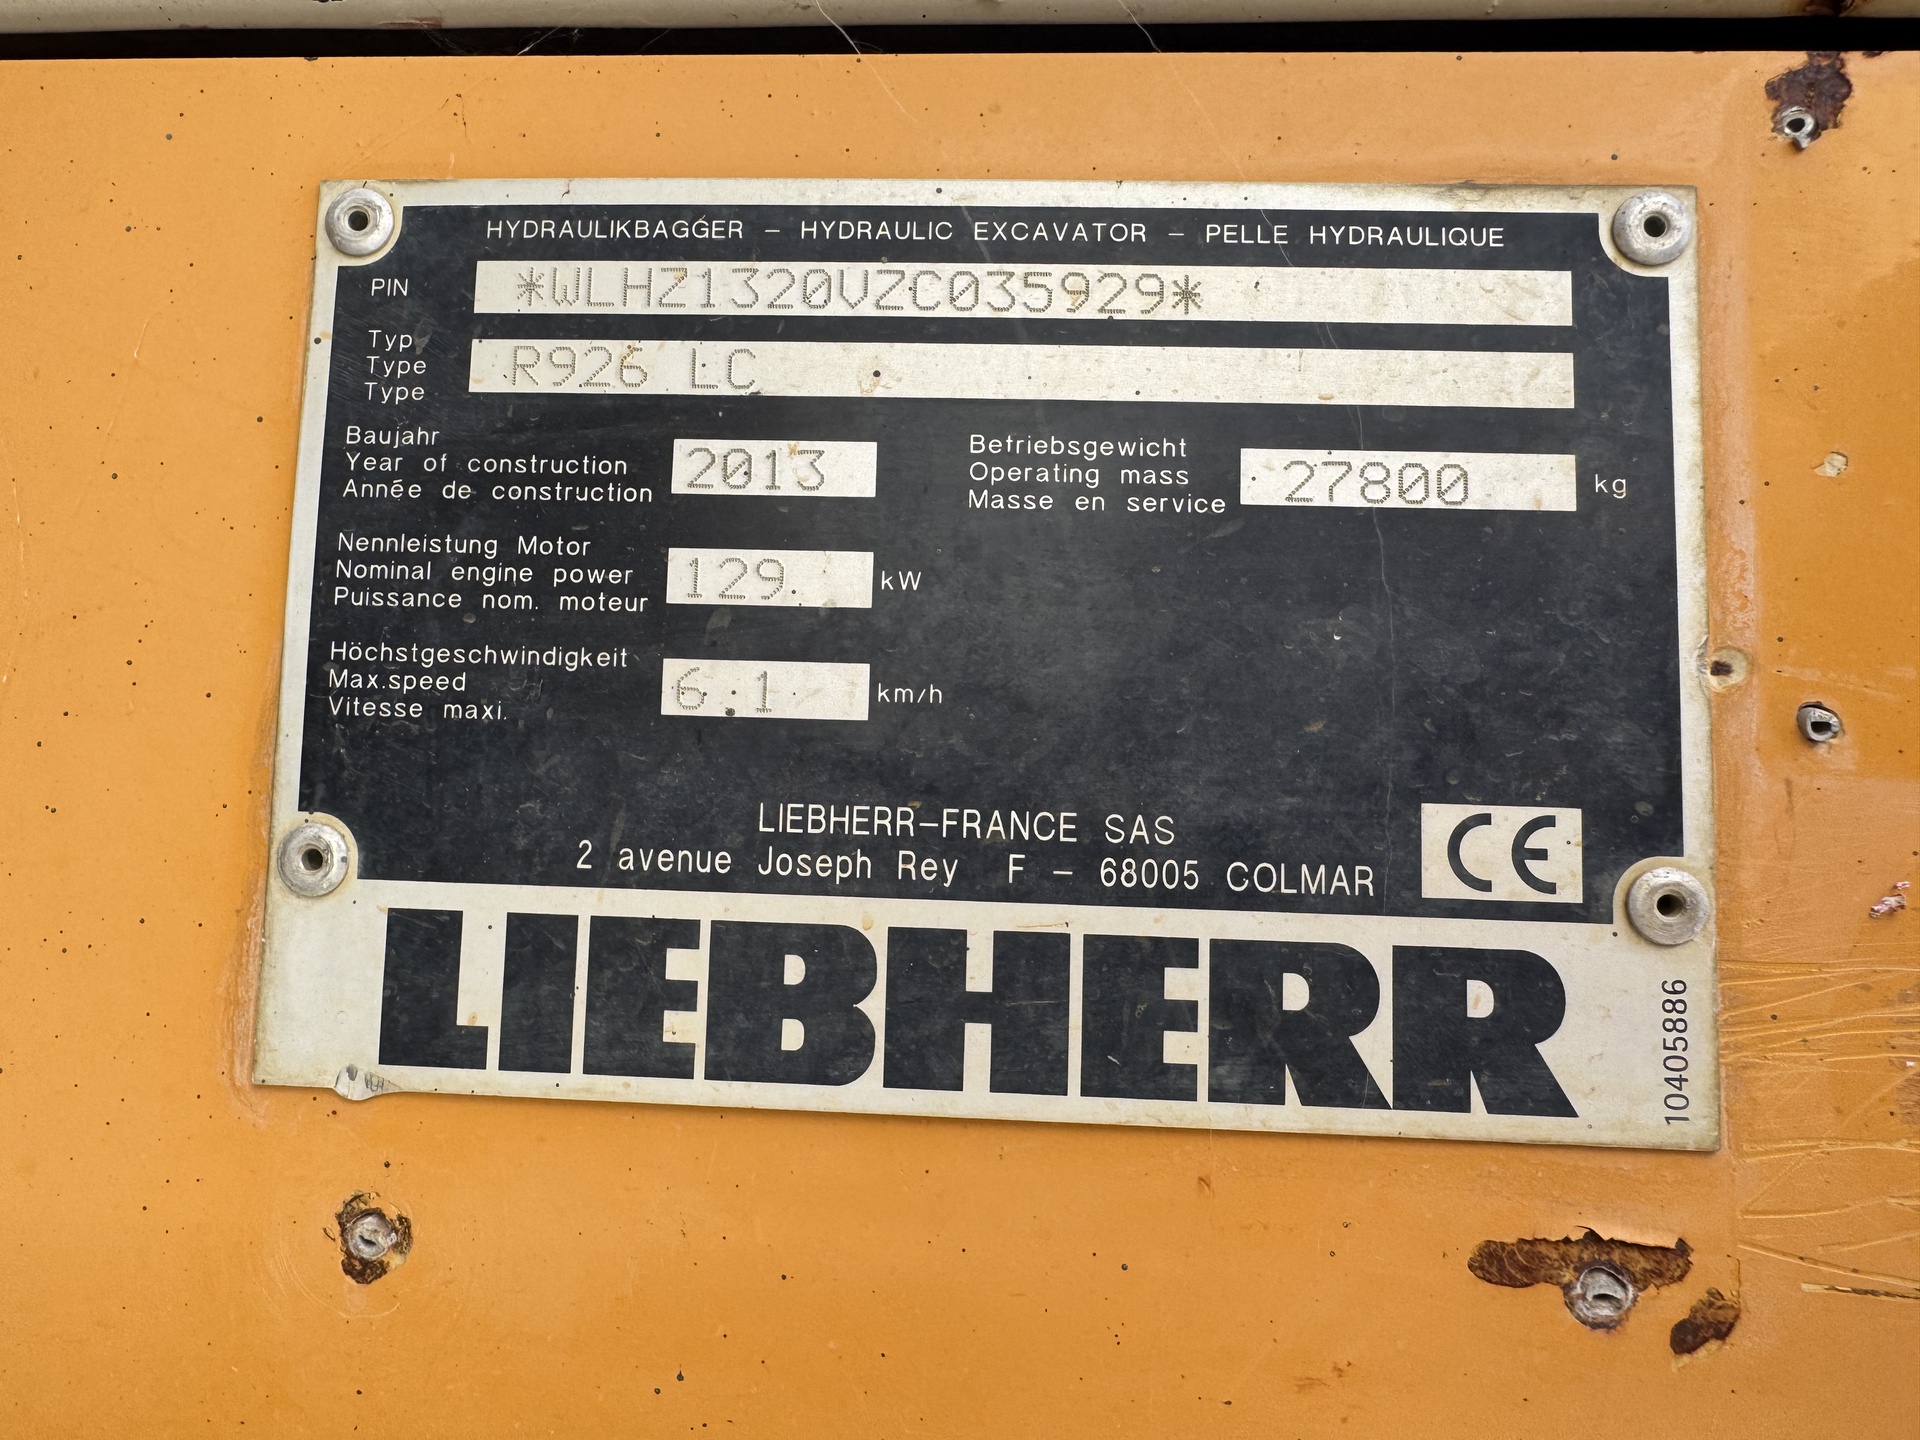 HYDRAULIKBAGGER – HYDRAULIC EXCAVATOR – PELLE HYDRAULIQUE
PIN *WLHZ1320VZC035929*
Typ
Type R926 LC
Type
Baujahr
Year of construction 2013
Année de construction
Betriebsgewicht
Operating mass 27800 kg
Masse en service
Nennleistung Motor
Nominal engine power 129 kW
Puissance nom. moteur
Höchstgeschwindigkeit
Max.speed 6.1 km/h
Vitesse maxi.
LIEBHERR–FRANCE SAS
2 avenue Joseph Rey F – 68005 COLMAR
CE
LIEBHERR
10405886